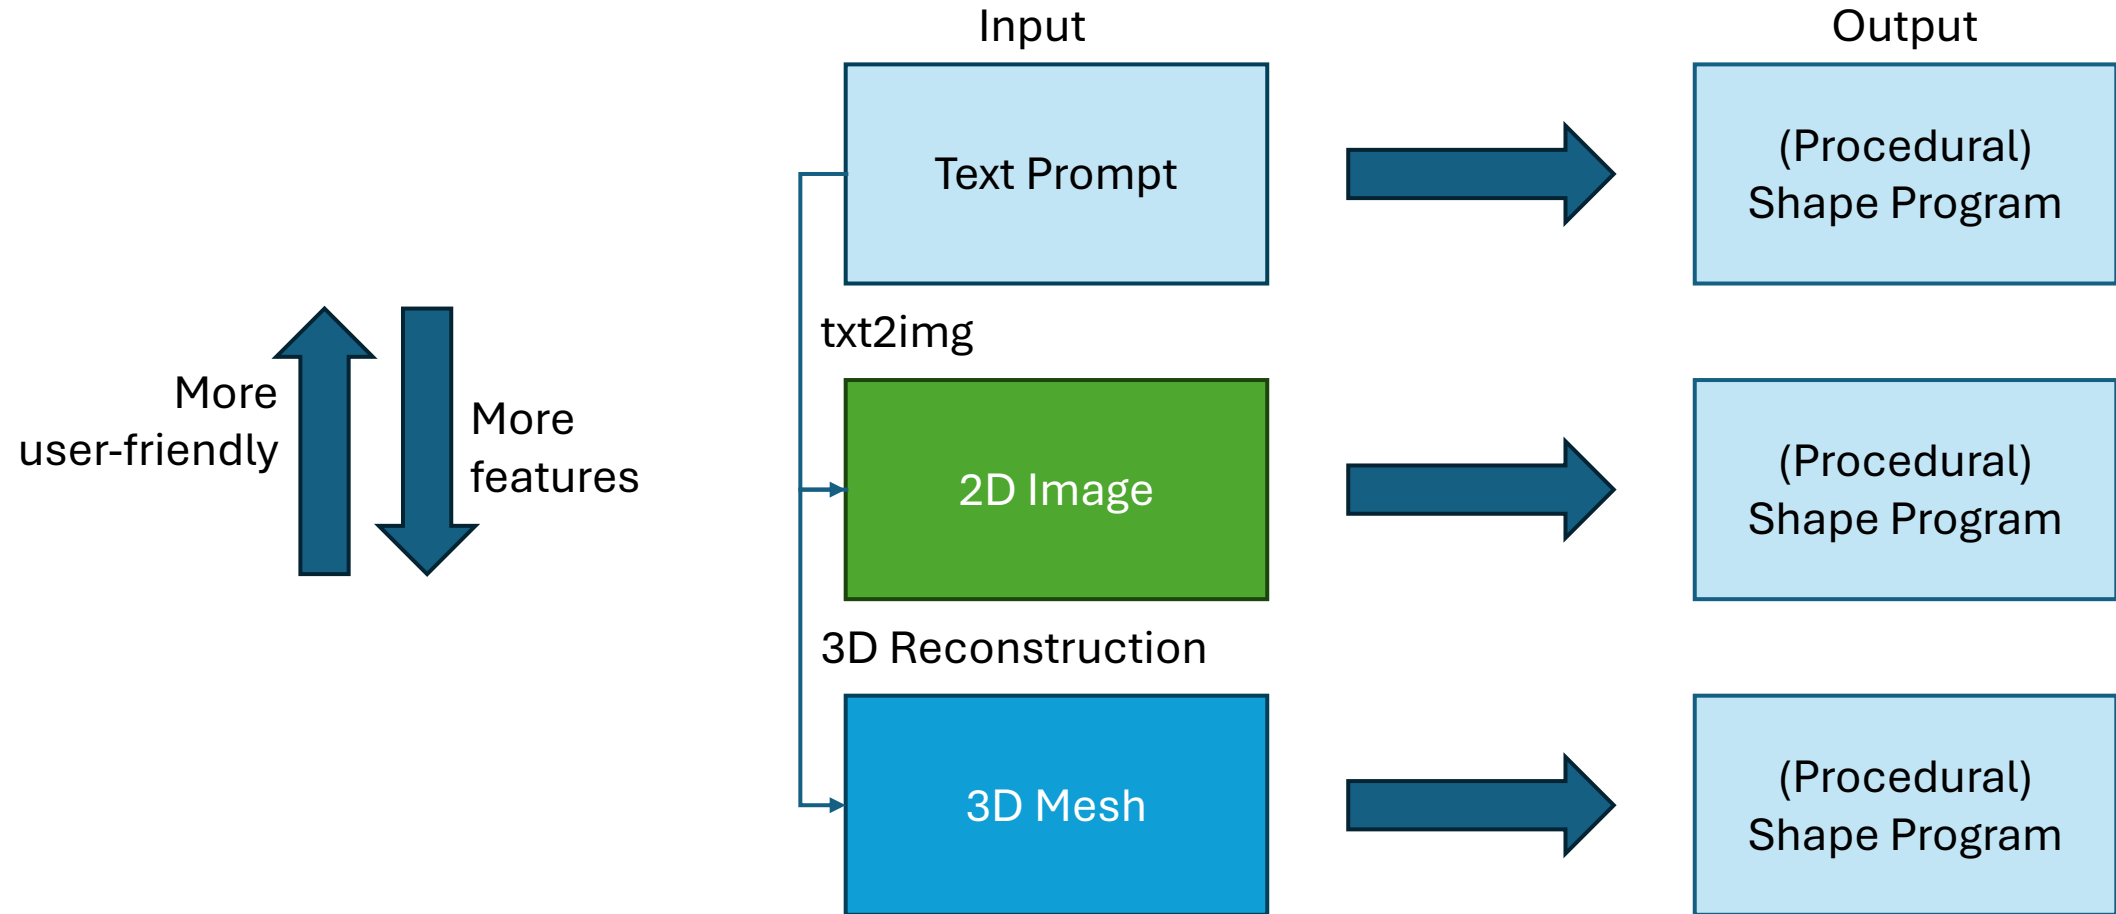 Input
Output
Text Prompt
(Procedural)
Shape Program
txt2img
More
user-friendly
More
features
2D Image
(Procedural)
Shape Program
3D Reconstruction
3D Mesh
(Procedural)
Shape Program